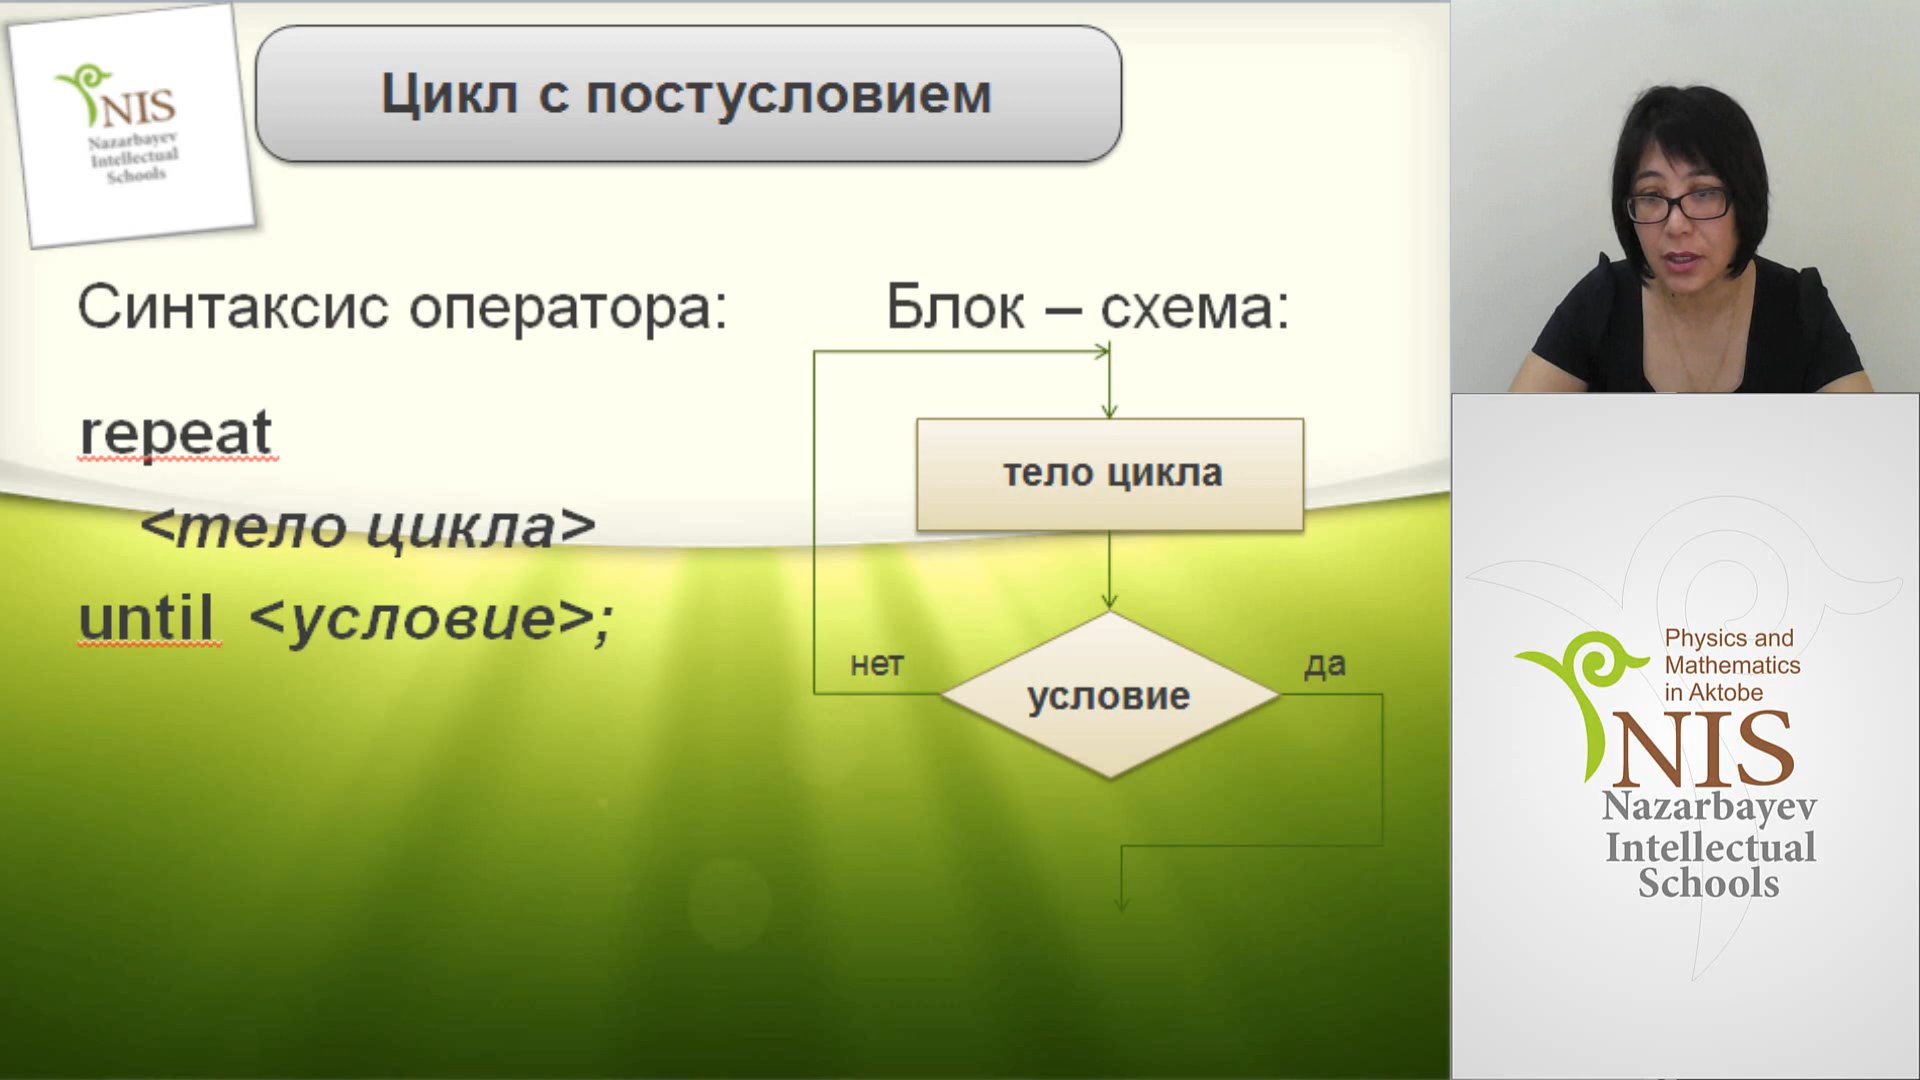 NIS
Nazarbayev
Intellectual
Schools
Цикл с постусловием
Синтаксис оператора:
repeat
<тело цикла>
until <условие>;
Блок – схема:
тело цикла
условие
нет
да
Physics and
Mathematics
in Aktobe
NIS
Nazarbayev
Intellectual
Schools